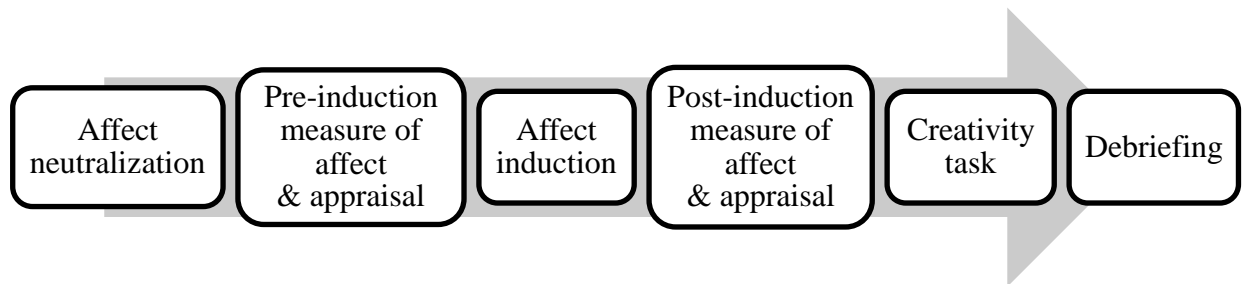 Affect
neutralization
Pre-induction
measure of
affect
& appraisal
Affect
induction
Post-induction
measure of
affect
& appraisal
Creativity
task
Debriefing